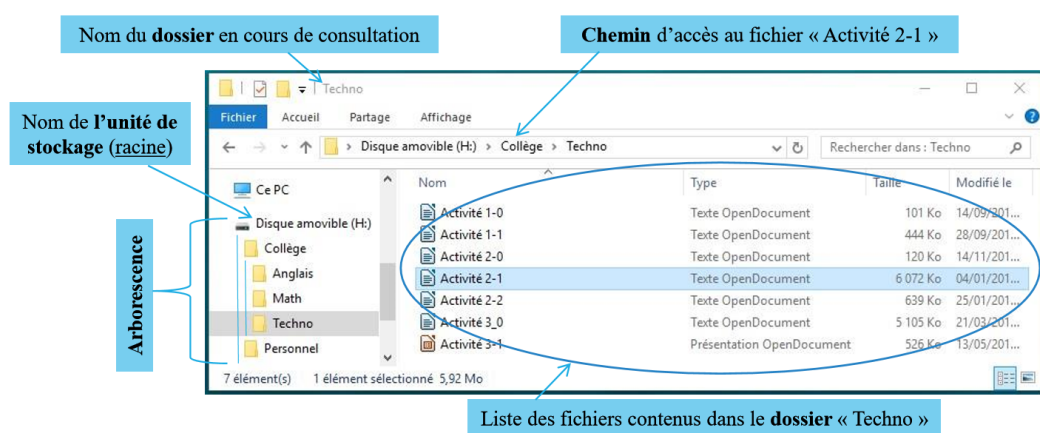 Nom du dossier en cours de consultation
Chemin d’accès au fichier « Activité 2-1 »
Techno
Fichier Accueil Partage Affichage
Nom de l’unité de
stockage (racine)
Disque amovible (H:) › Collège › Techno
Rechercher dans : Techno
Nom Type Taille Modifié le
Ce PC
Disque amovible (H:)
Collège
Anglais
Math
Techno
Personnel
Arborescence
Activité 1-0 Texte OpenDocument 101 Ko 14/09/201...
Activité 1-1 Texte OpenDocument 444 Ko 28/09/201...
Activité 2-0 Texte OpenDocument 120 Ko 14/11/201...
Activité 2-1 Texte OpenDocument 6 072 Ko 04/01/201...
Activité 2-2 Texte OpenDocument 639 Ko 25/01/201...
Activité 3_0 Texte OpenDocument 5 105 Ko 21/03/201...
Activité 3-1 Présentation OpenDocument 526 Ko 13/05/201...
7 élément(s) 1 élément sélectionné 5,92 Mo
Liste des fichiers contenus dans le dossier « Techno »